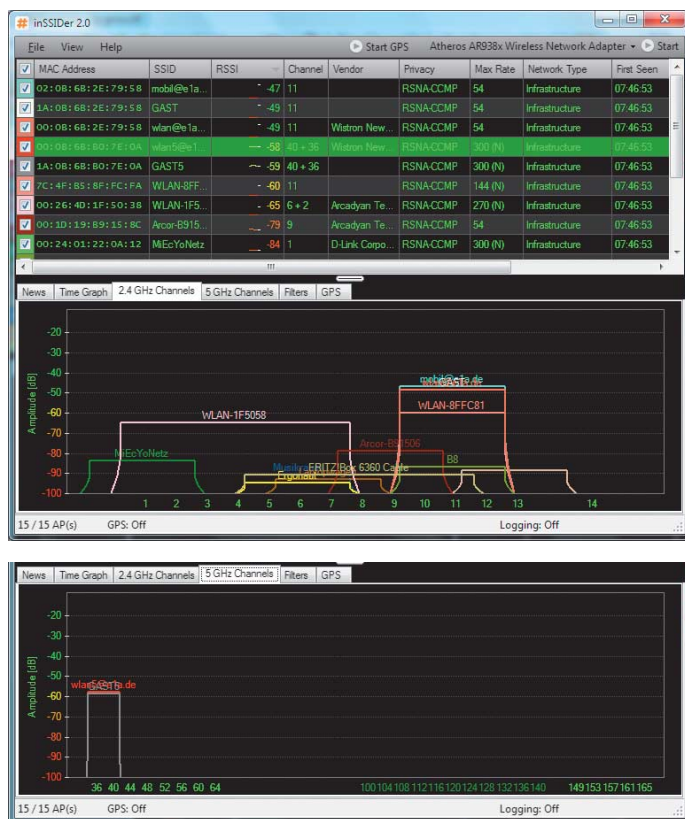 inSSIDer 2.0
File View Help Start GPS Atheros AR938x Wireless Network Adapter Start
MAC Address SSID RSSI Channel Vendor Privacy Max Rate Network Type First Seen
02:0B:6B:2E:79:58 mobil@e1a... -47 11 RSNA-CCMP 54 Infrastructure 07:46:53
1A:0B:6B:2E:79:58 GAST -49 11 RSNA-CCMP 54 Infrastructure 07:46:53
00:0B:6B:2E:79:58 wlan@e1a... -49 11 Wistron New... RSNA-CCMP 54 Infrastructure 07:46:53
00:0B:6B:B0:7E:0A wlan5@e1... -58 40 + 36 Wistron New... RSNA-CCMP 300 (N) Infrastructure 07:46:53
1A:0B:6B:B0:7E:0A GAST5 -59 40 + 36 RSNA-CCMP 300 (N) Infrastructure 07:46:53
7C:4F:B5:8F:FC:FA WLAN-8FF... -60 11 RSNA-CCMP 144 (N) Infrastructure 07:46:53
00:26:4D:1F:50:38 WLAN-1F5... -65 6 + 2 Arcadyan Te... RSNA-CCMP 270 (N) Infrastructure 07:46:53
00:1D:19:B9:15:8C Arcor-B915... -79 9 Arcadyan Te... RSNA-CCMP 54 Infrastructure 07:46:53
00:24:01:22:0A:12 MiEcYoNetz -84 1 D-Link Corpo... RSNA-CCMP 300 (N) Infrastructure 07:46:53
News Time Graph 2.4 GHz Channels 5 GHz Channels Filters GPS
Amplitude [dB]
-20
-30
-40
-50
-60
-70
-80
-90
-100
mobil@e1a.de
GAST
WLAN-8FFC81
WLAN-1F5058
Arcor-B91506
MiEcYoNetz
B8
FRITZ!Box 6360 Cable
Ergonaut
1 2 3 4 5 6 7 8 9 10 11 12 13 14
15 / 15 AP(s) GPS: Off Logging: Off
News Time Graph 2.4 GHz Channels 5 GHz Channels Filters GPS
Amplitude [dB]
-20
-30
-40
-50
-60
-70
-80
-90
-100
wlan5@e1a.de
GAST5
36 40 44 48 52 56 60 64 100 104 108 112 116 120 124 128 132 136 140 149 153 157 161 165
15 / 15 AP(s) GPS: Off Logging: Off